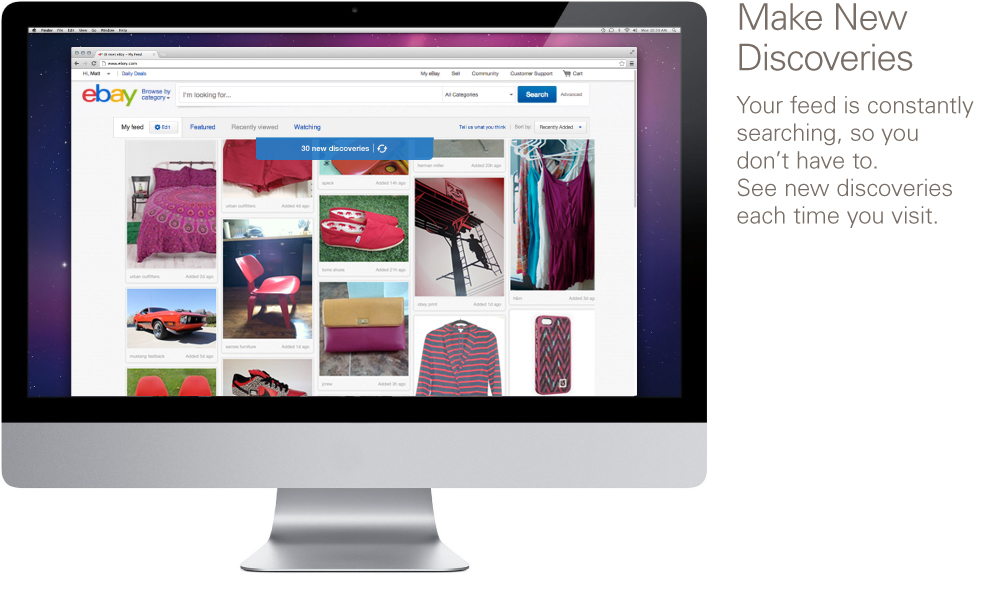 Make New
Discoveries
Your feed is constantly
searching, so you
don't have to.
See new discoveries
each time you visit.
Finder File Edit View Go Window Help
(30 new) eBay – My Feed
www.ebay.com
Hi, Matt Daily Deals My eBay Sell Community Customer Support Cart
ebay Browse by category I'm looking for... All Categories Search Advanced
My feed Edit Featured Recently viewed Watching Tell us what you think Sort by: Recently Added
30 new discoveries
urban outfitters Added 2d ago
mustang fastback Added 5d ago
urban outfitters Added 4d ago
eames furniture Added 1d ago
specs Added 14h ago
toms shoes Added 21h ago
jcrew Added 3h ago
herman miller Added 20h ago
obey print Added 1d ago
bikini Added 3d ago